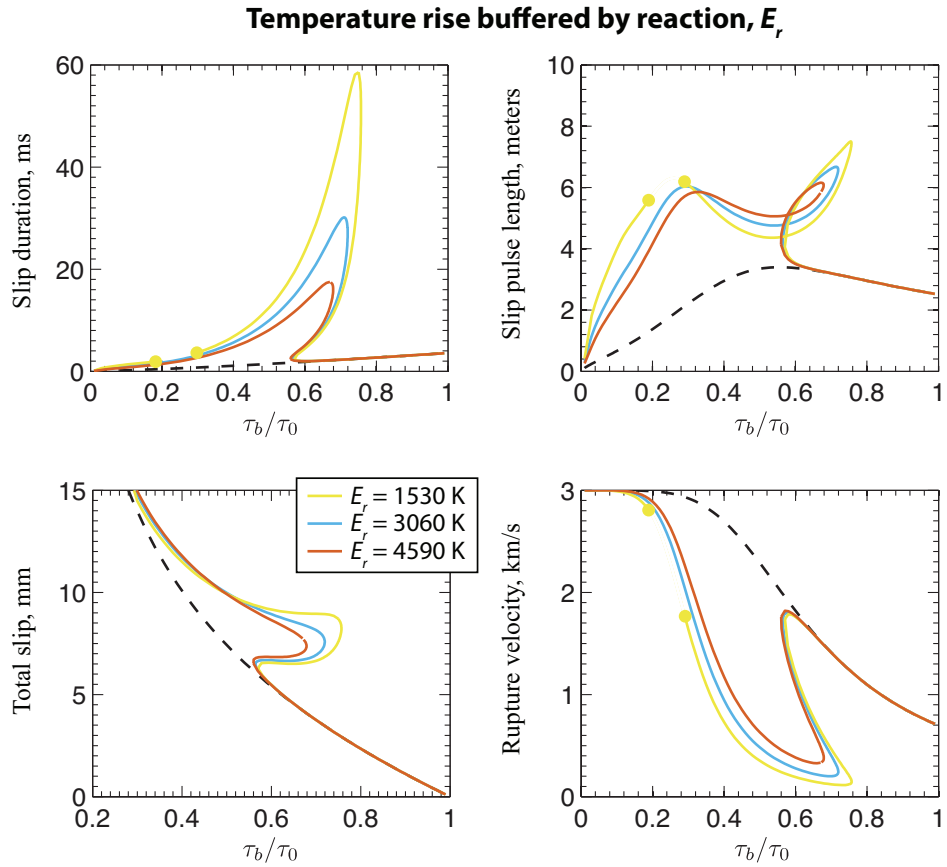 Temperature rise buffered by reaction, E_r
Slip duration, ms
60
40
20
0
0 0.2 0.4 0.6 0.8 1
τ_b/τ_0
Slip pulse length, meters
10
8
6
4
2
0
0 0.2 0.4 0.6 0.8 1
τ_b/τ_0
Total slip, mm
15
10
5
0
0.2 0.4 0.6 0.8 1
τ_b/τ_0
E_r = 1530 K
E_r = 3060 K
E_r = 4590 K
Rupture velocity, km/s
3
2
1
0
0 0.2 0.4 0.6 0.8 1
τ_b/τ_0